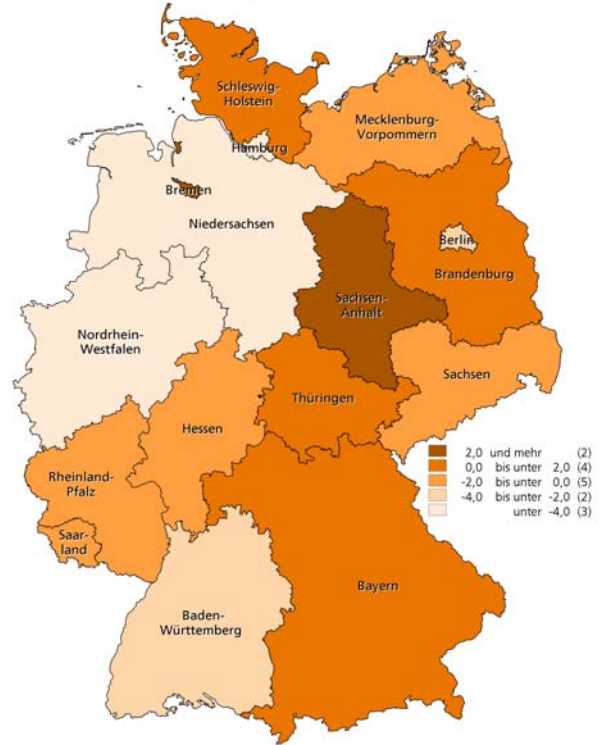 Schleswig-
Holstein
Mecklenburg-
Vorpommern
Hamburg
Bremen
Niedersachsen
Berlin
Brandenburg
Sachsen-
Anhalt
Nordrhein-
Westfalen
Sachsen
Thüringen
Hessen
Rheinland-
Pfalz
Saar-
land
Bayern
Baden-
Württemberg
2,0 und mehr (2)
0,0 bis unter 2,0 (4)
-2,0 bis unter 0,0 (5)
-4,0 bis unter -2,0 (2)
unter -4,0 (3)